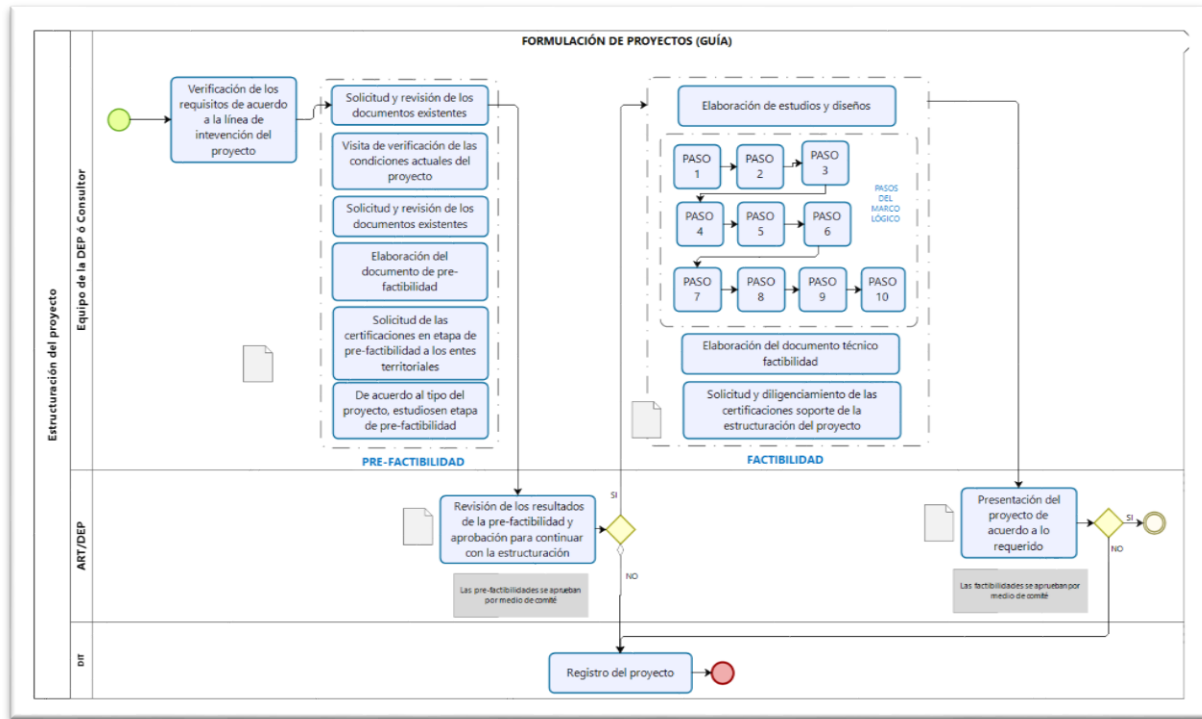 FORMULACIÓN DE PROYECTOS (GUÍA)
Estructuración del proyecto
Equipo de la DEP ó Consultor
Verificación de los
requisitos de acuerdo
a la línea de
intevención del
proyecto
Solicitud y revisión de los
documentos existentes
Visita de verificación de las
condiciones actuales del
proyecto
Solicitud y revisión de los
documentos existentes
Elaboración del
documento de pre-
factibilidad
Solicitud de las
certificaciones en etapa de
pre-factibilidad a los entes
territoriales
De acuerdo al tipo del
proyecto, estudiosen etapa
de pre-factibilidad
PRE-FACTIBILIDAD
Elaboración de estudios y diseños
PASO
1
PASO
2
PASO
3
PASOS
DEL
MARCO
LÓGICO
PASO
4
PASO
5
PASO
6
PASO
7
PASO
8
PASO
9
PASO
10
Elaboración del documento técnico
factibilidad
Solicitud y diligenciamiento de las
certificaciones soporte de la
estructuración del proyecto
FACTIBILIDAD
ART/DEP
Revisión de los resultados
de la pre-factibilidad y
aprobación para continuar
con la estructuración
SI
NO
Las pre-factibilidades se aprueban
por medio de comité
Presentación del
proyecto de
acuerdo a lo
requerido
SI
NO
Las factibilidades se aprueban por
medio de comité
DIT
Registro del proyecto